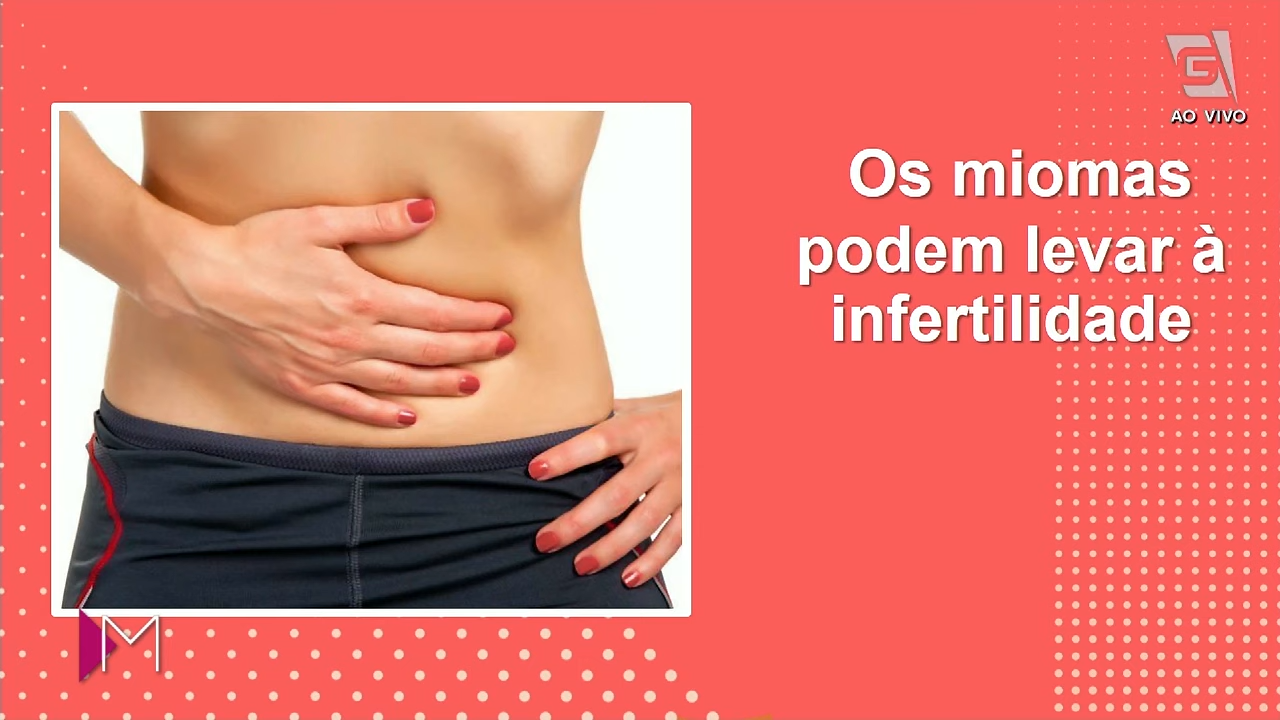 AO VIVO
Os miomas
podem levar à
infertilidade
M